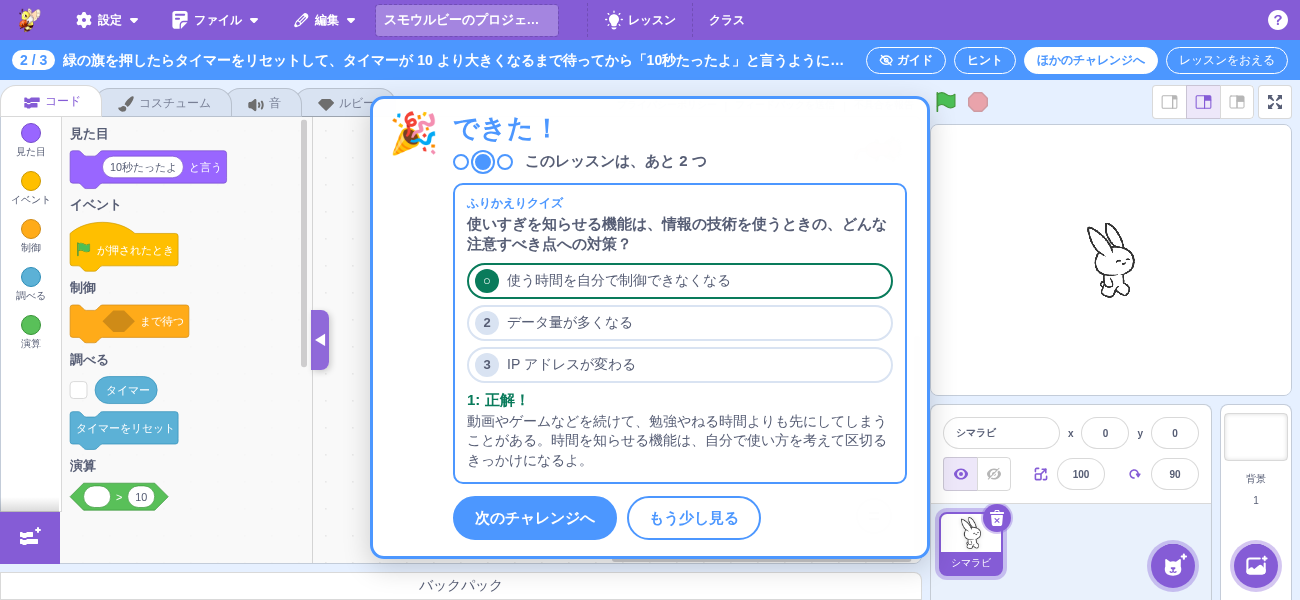 設定
ファイル
編集
スモウルビーのプロジェ…
レッスン
クラス
?
2 / 3
緑の旗を押したらタイマーをリセットして、タイマーが 10 より大きくなるまで待ってから「10秒たったよ」と言うように…
ガイド
ヒント
ほかのチャレンジへ
レッスンをおえる
コード
コスチューム
音
ルビー
見た目
イベント
制御
調べる
演算
見た目
10秒たったよ と言う
イベント
が押されたとき
制御
まで待つ
調べる
タイマー
タイマーをリセット
演算
> 10
できた！
このレッスンは、あと 2 つ
ふりかえりクイズ
使いすぎを知らせる機能は、情報の技術を使うときの、どんな
注意すべき点への対策？
○ 使う時間を自分で制御できなくなる
2 データ量が多くなる
3 IP アドレスが変わる
1: 正解！
動画やゲームなどを続けて、勉強やねる時間よりも先にしてしまう
ことがある。時間を知らせる機能は、自分で使い方を考えて区切る
きっかけになるよ。
次のチャレンジへ
もう少し見る
シマラビ
x 0
y 0
100
90
シマラビ
背景
1
バックパック